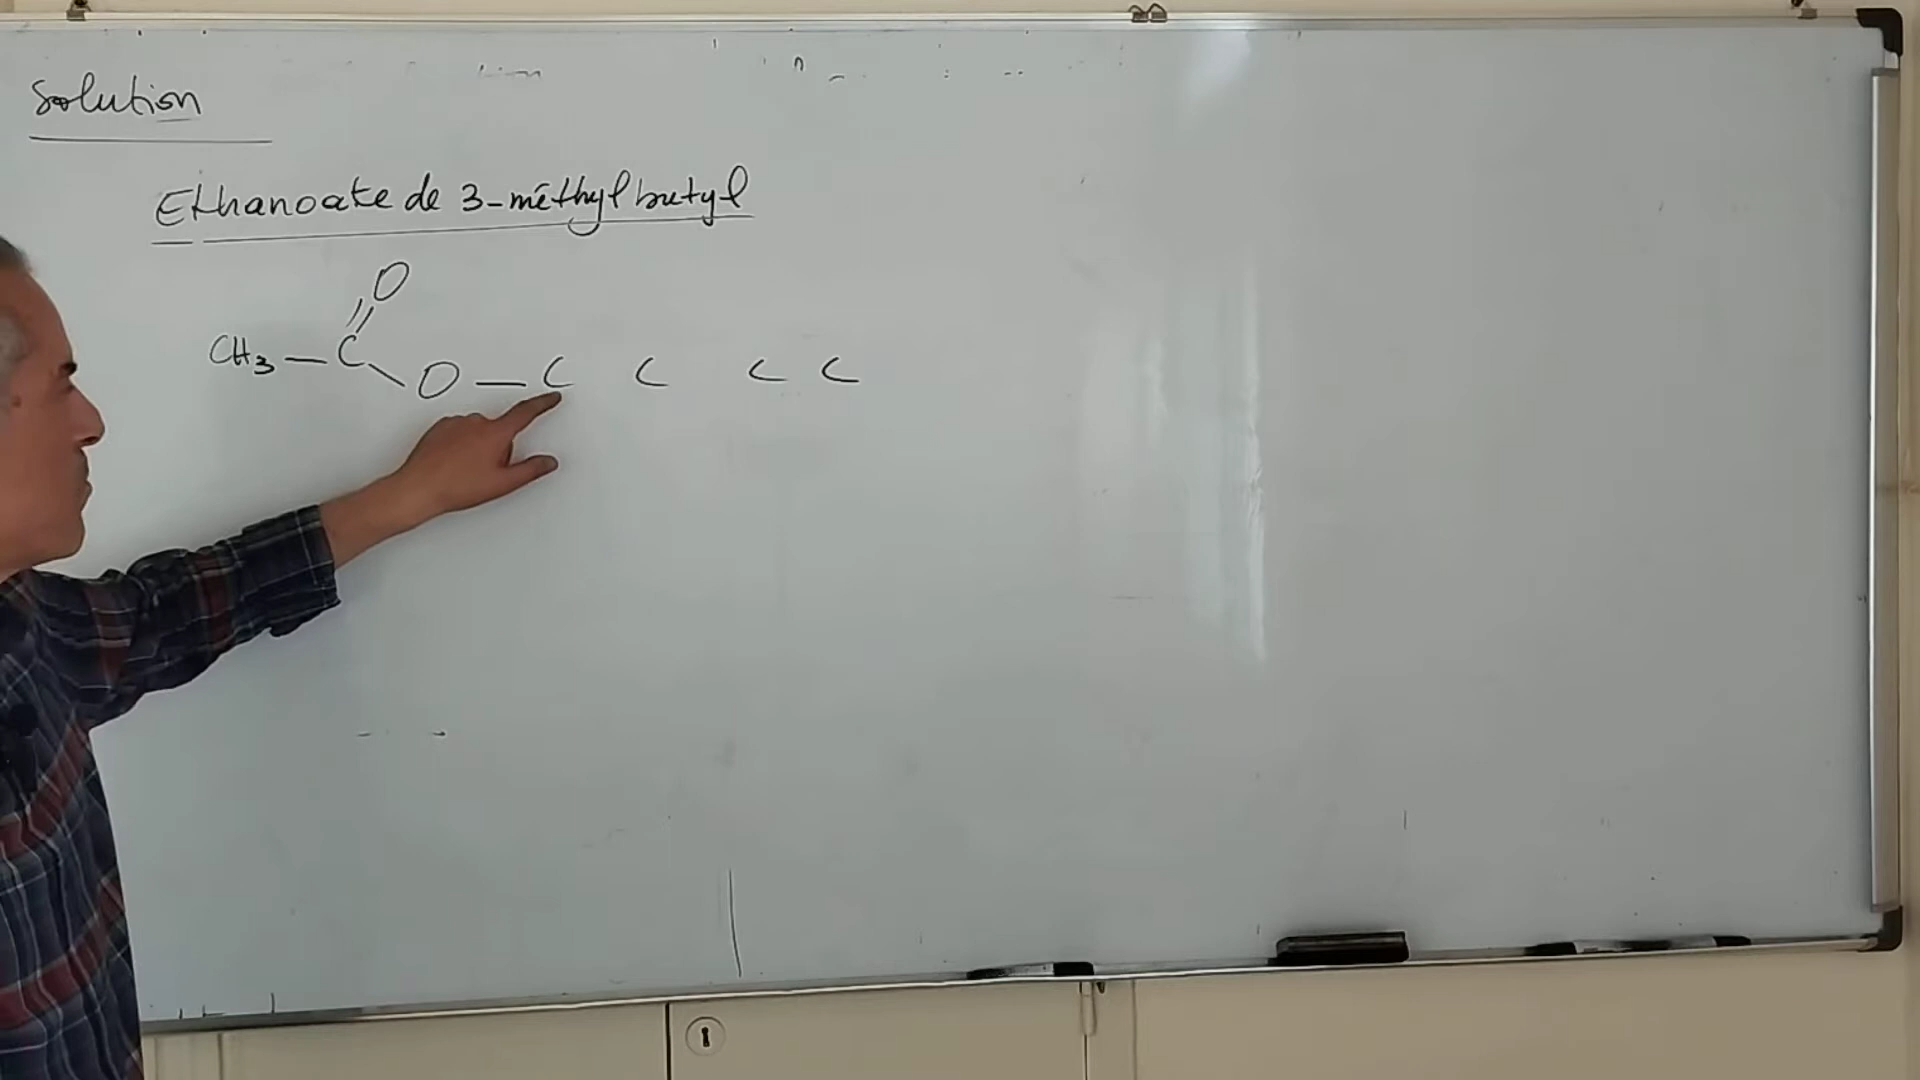 Solution
Ethanoate de 3-méthylbutyl
O
CH3 — C
O — C C C C